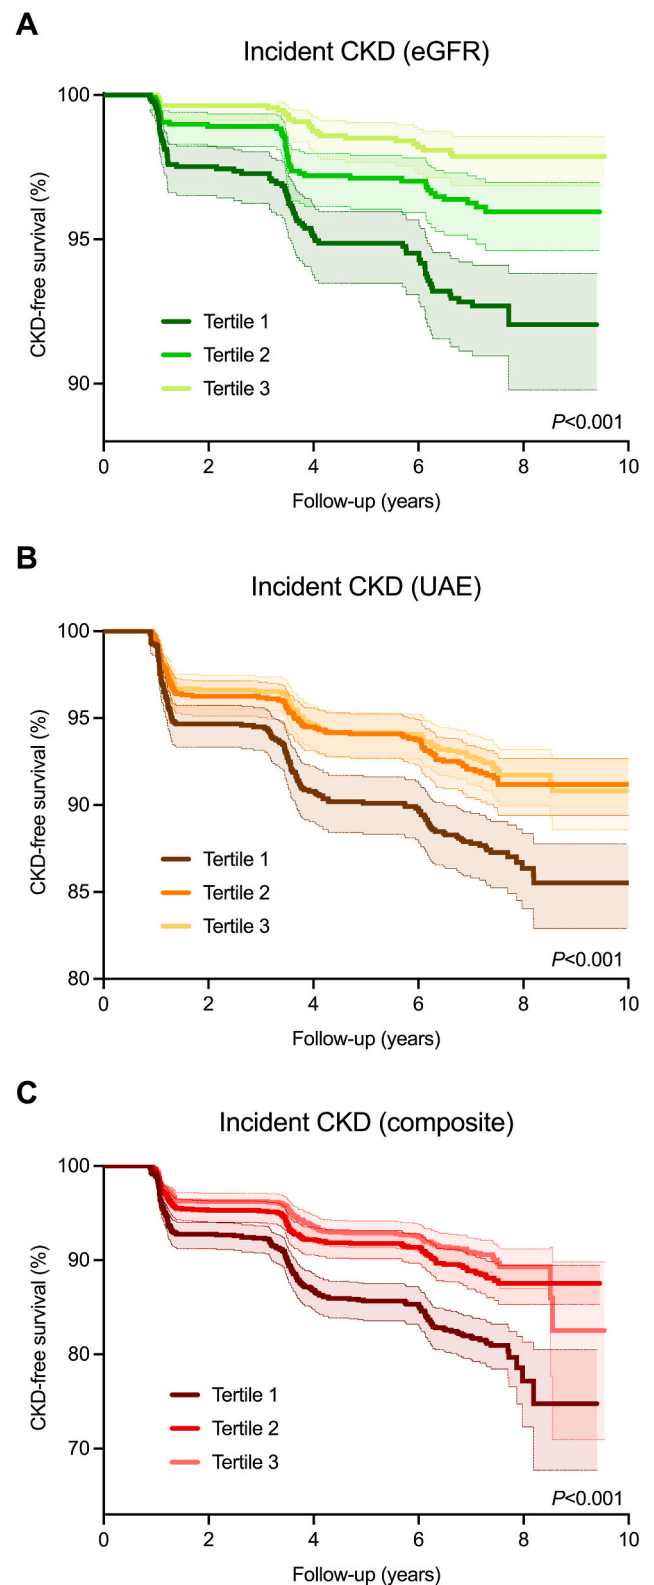 A
Incident CKD (eGFR)
100
95
90
CKD-free survival (%)
Tertile 1
Tertile 2
Tertile 3
P<0.001
0 2 4 6 8 10
Follow-up (years)
B
Incident CKD (UAE)
100
95
90
85
80
CKD-free survival (%)
Tertile 1
Tertile 2
Tertile 3
P<0.001
0 2 4 6 8 10
Follow-up (years)
C
Incident CKD (composite)
100
90
80
70
CKD-free survival (%)
Tertile 1
Tertile 2
Tertile 3
P<0.001
0 2 4 6 8 10
Follow-up (years)